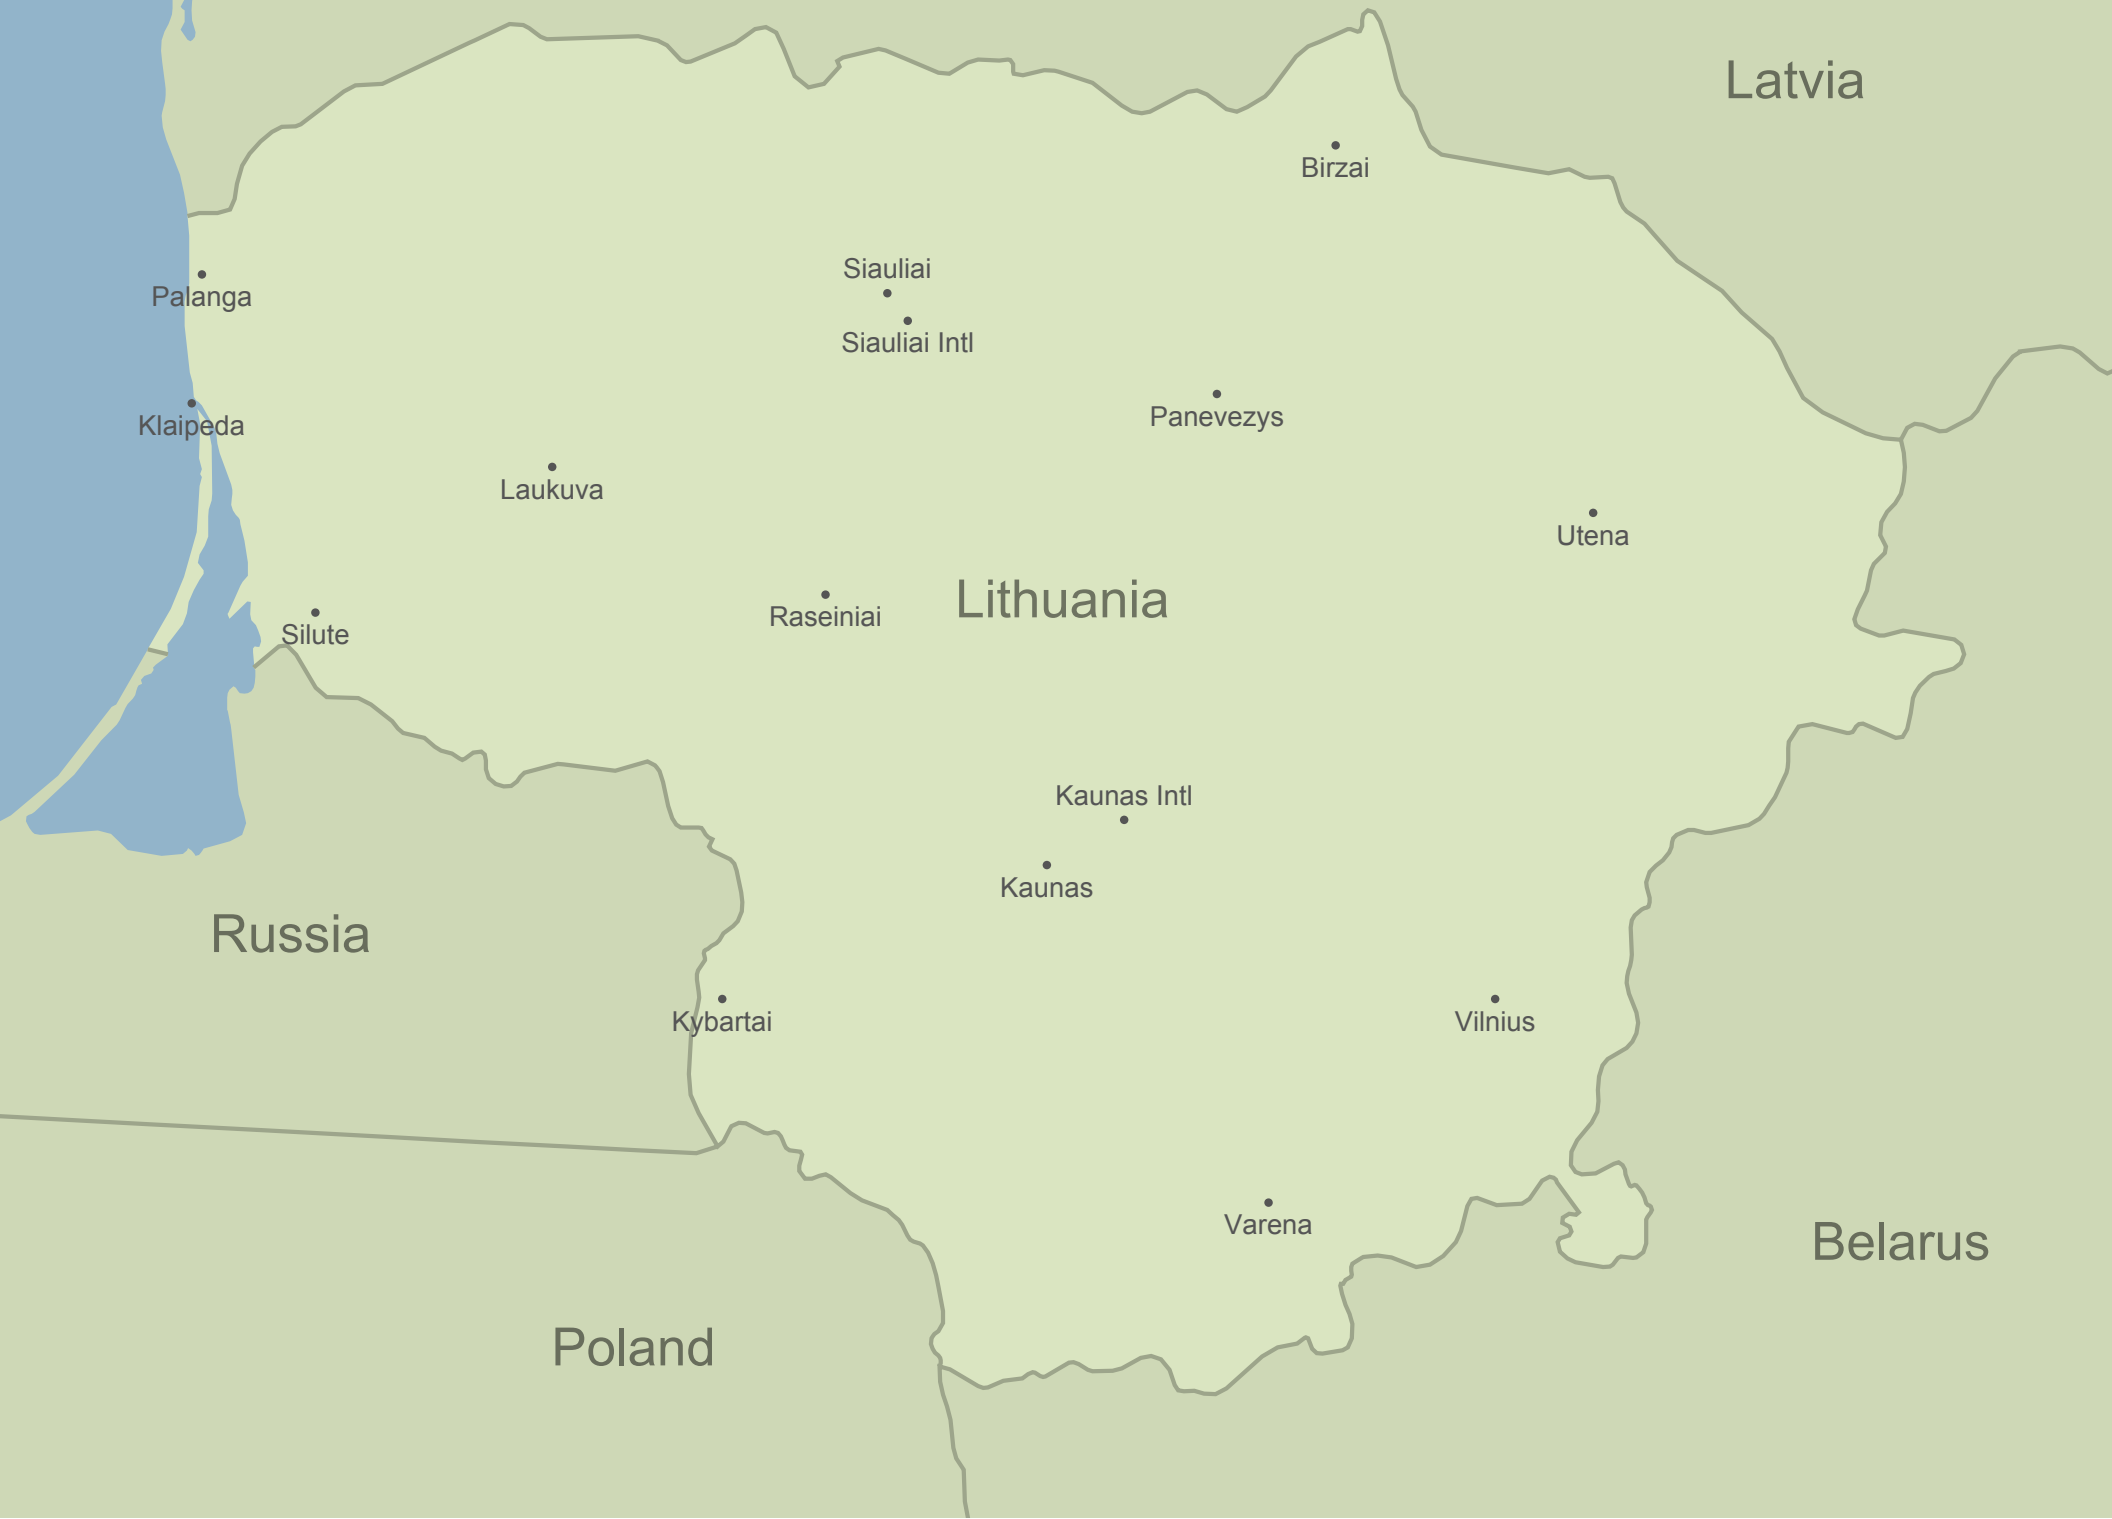 Latvia
Birzai
Siauliai
Palanga
Siauliai Intl
Panevezys
Klaipeda
Laukuva
Utena
Lithuania
Raseiniai
Silute
Kaunas Intl
Kaunas
Russia
Kybartai
Vilnius
Varena
Belarus
Poland